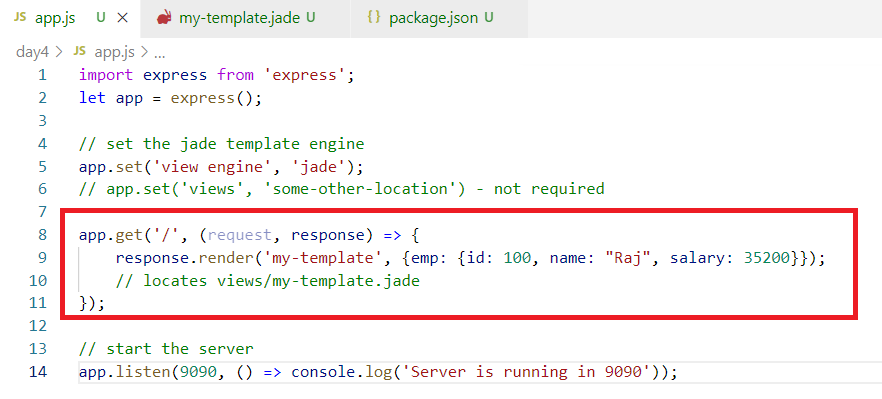 JS app.js U × my-template.jade U {} package.json U
day4 > JS app.js > ...
1 import express from 'express';
2 let app = express();
3
4 // set the jade template engine
5 app.set('view engine', 'jade');
6 // app.set('views', 'some-other-location') - not required
7
8 app.get('/', (request, response) => {
9     response.render('my-template', {emp: {id: 100, name: "Raj", salary: 35200}});
10     // locates views/my-template.jade
11 });
12
13 // start the server
14 app.listen(9090, () => console.log('Server is running in 9090'));